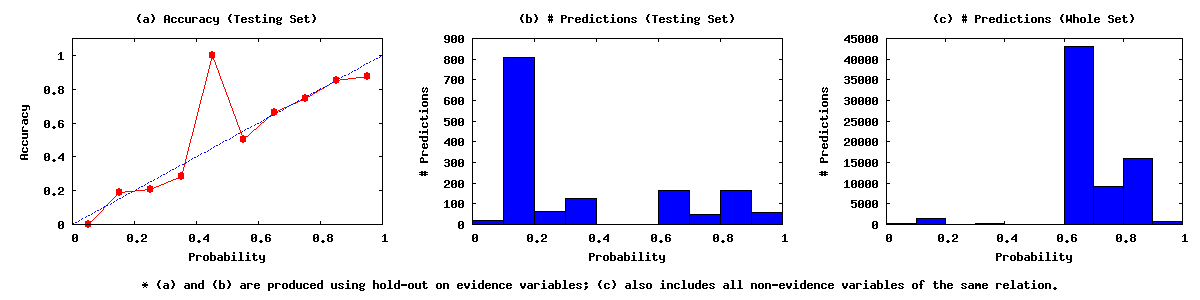 (a) Accuracy (Testing Set)
1
0.8
0.6
0.4
0.2
0
Accuracy
0 0.2 0.4 0.6 0.8 1
Probability
(b) # Predictions (Testing Set)
900
800
700
600
500
400
300
200
100
0
# Predictions
0 0.2 0.4 0.6 0.8 1
Probability
(c) # Predictions (Whole Set)
45000
40000
35000
30000
25000
20000
15000
10000
5000
0
# Predictions
0 0.2 0.4 0.6 0.8 1
Probability
* (a) and (b) are produced using hold-out on evidence variables; (c) also includes all non-evidence variables of the same relation.